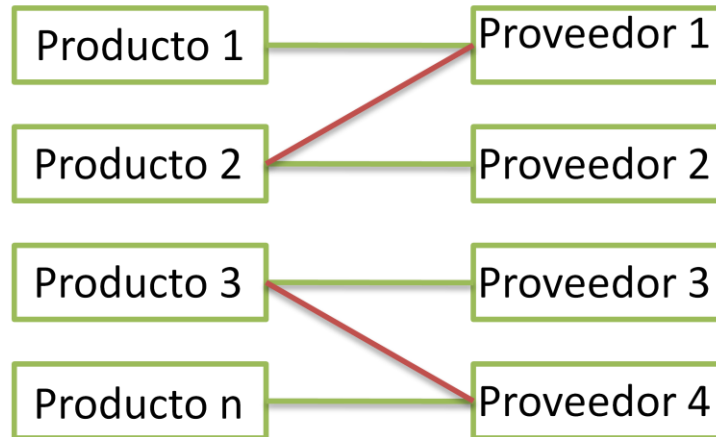 Producto 1
Proveedor 1
Producto 2
Proveedor 2
Producto 3
Proveedor 3
Producto n
Proveedor 4